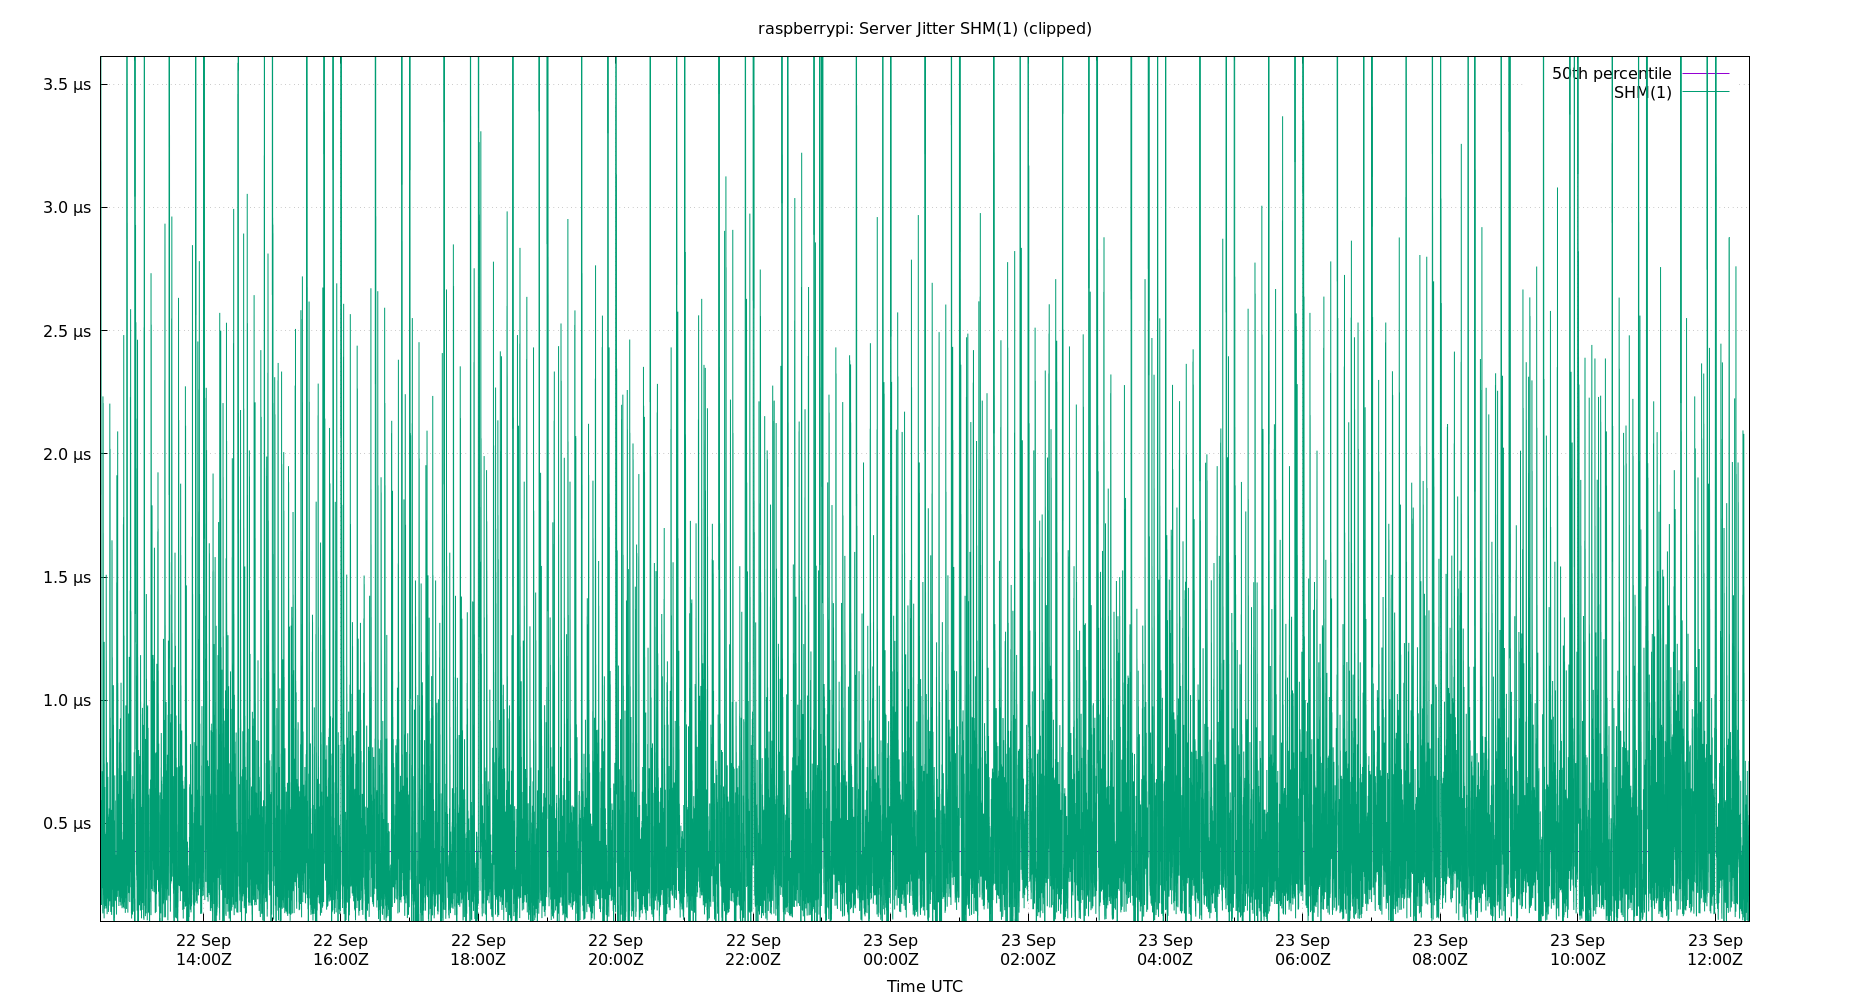 raspberrypi: Server Jitter SHM(1) (clipped)
50th percentile
SHM(1)
3.5 µs
3.0 µs
2.5 µs
2.0 µs
1.5 µs
1.0 µs
0.5 µs
22 Sep 22 Sep 22 Sep 22 Sep 22 Sep 23 Sep 23 Sep 23 Sep 23 Sep 23 Sep 23 Sep 23 Sep
14:00Z 16:00Z 18:00Z 20:00Z 22:00Z 00:00Z 02:00Z 04:00Z 06:00Z 08:00Z 10:00Z 12:00Z
Time UTC